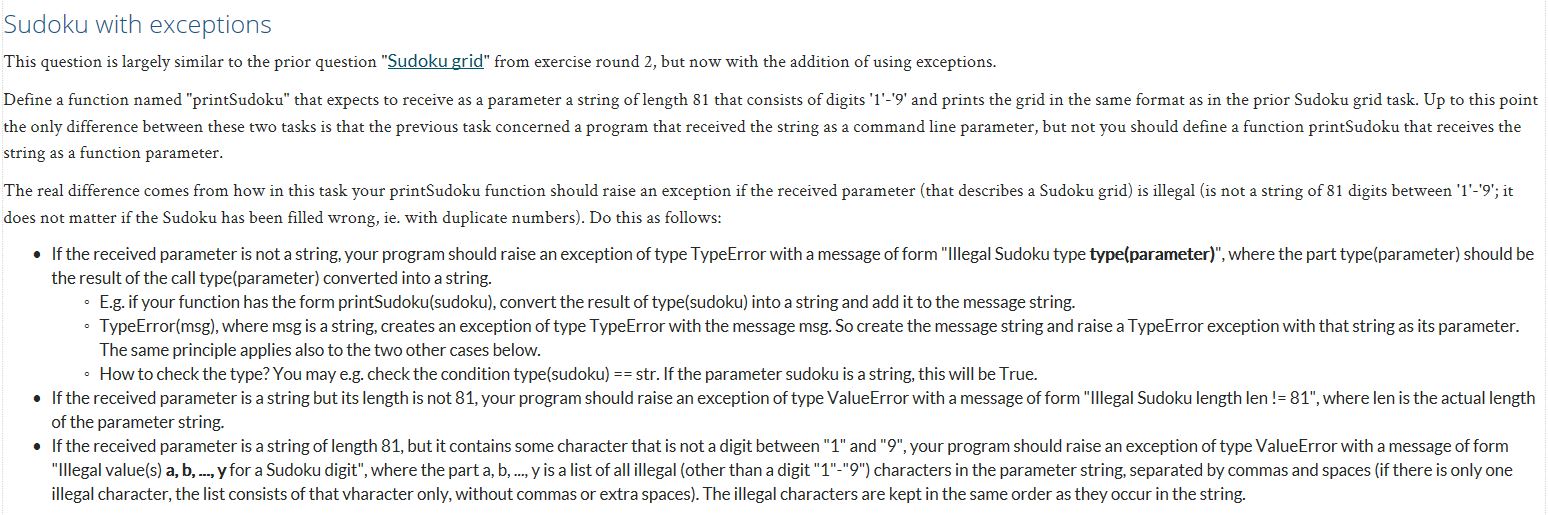 Sudoku with exceptions
This question is largely similar to the prior question "Sudoku grid" from exercise round 2, but now with the addition of using exceptions.
Define a function named "printSudoku" that expects to receive as a parameter a string of length 81 that consists of digits '1'-'9' and prints the grid in the same format as in the prior Sudoku grid task. Up to this point
the only difference between these two tasks is that the previous task concerned a program that received the string as a command line parameter, but not you should define a function printSudoku that receives the
string as a function parameter.
The real difference comes from how in this task your printSudoku function should raise an exception if the received parameter (that describes a Sudoku grid) is illegal (is not a string of 81 digits between '1'-'9'; it
does not matter if the Sudoku has been filled wrong, ie. with duplicate numbers). Do this as follows:
• If the received parameter is not a string, your program should raise an exception of type TypeError with a message of form "Illegal Sudoku type type(parameter)", where the part type(parameter) should be
the result of the call type(parameter) converted into a string.
◦ E.g. if your function has the form printSudoku(sudoku), convert the result of type(sudoku) into a string and add it to the message string.
◦ TypeError(msg), where msg is a string, creates an exception of type TypeError with the message msg. So create the message string and raise a TypeError exception with that string as its parameter.
The same principle applies also to the two other cases below.
◦ How to check the type? You may e.g. check the condition type(sudoku) == str. If the parameter sudoku is a string, this will be True.
• If the received parameter is a string but its length is not 81, your program should raise an exception of type ValueError with a message of form "Illegal Sudoku length len != 81", where len is the actual length
of the parameter string.
• If the received parameter is a string of length 81, but it contains some character that is not a digit between "1" and "9", your program should raise an exception of type ValueError with a message of form
"Illegal value(s) a, b, ..., y for a Sudoku digit", where the part a, b, ..., y is a list of all illegal (other than a digit "1"-"9") characters in the parameter string, separated by commas and spaces (if there is only one
illegal character, the list consists of that vharacter only, without commas or extra spaces). The illegal characters are kept in the same order as they occur in the string.